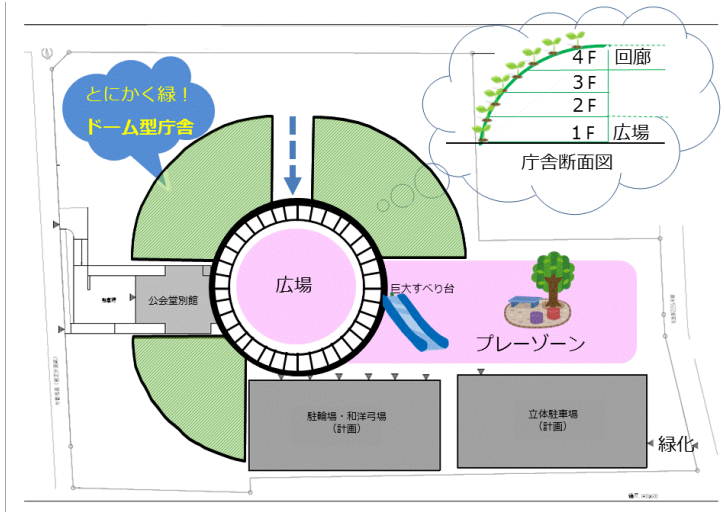 とにかく緑！
ドーム型庁舎
4F 回廊
3F
2F
1F 広場
庁舎断面図
広場
公会堂別館
巨大すべり台
プレーゾーン
駐輪場・和洋弓場
(計画)
立体駐車場
(計画)
緑化